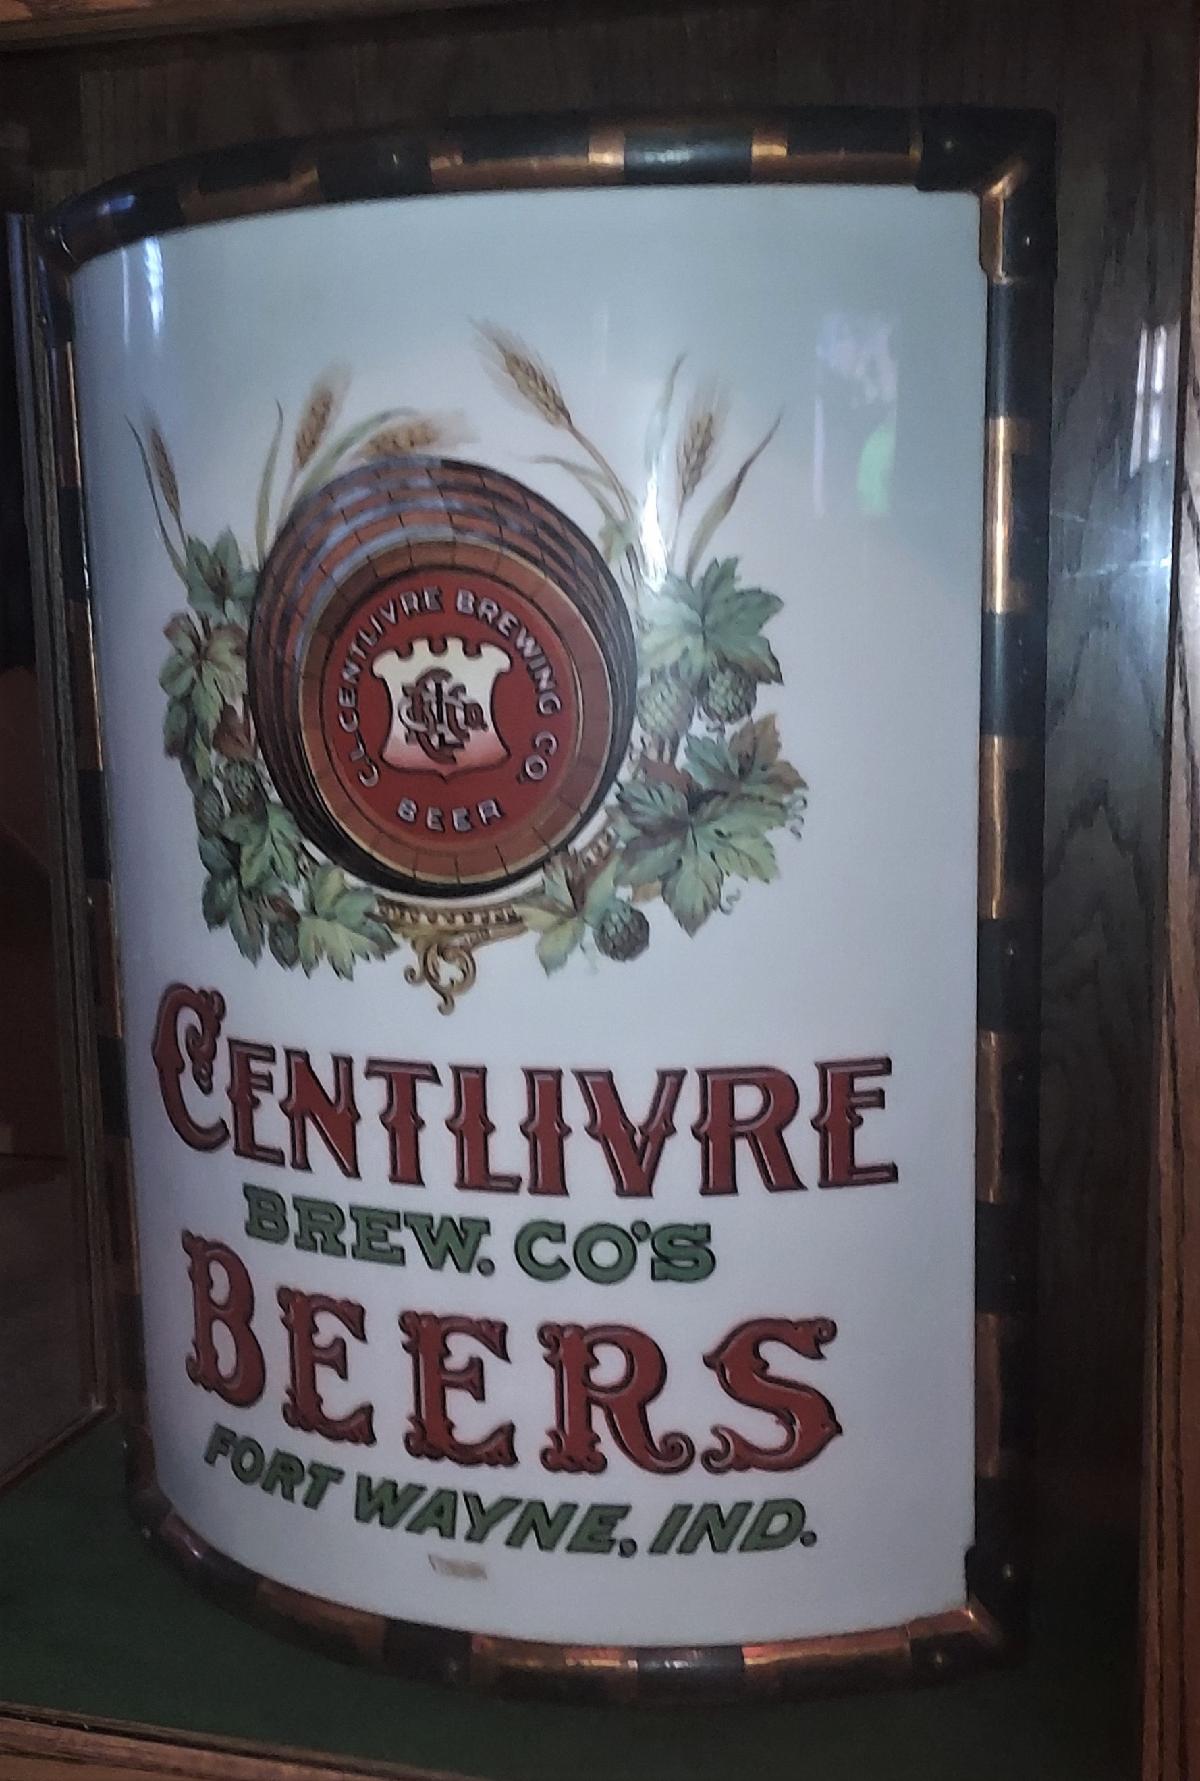 C.L. CENTLIVRE BREWING CO.
BEER
CENTLIVRE
BREW. CO'S
BEERS
FORT WAYNE, IND.